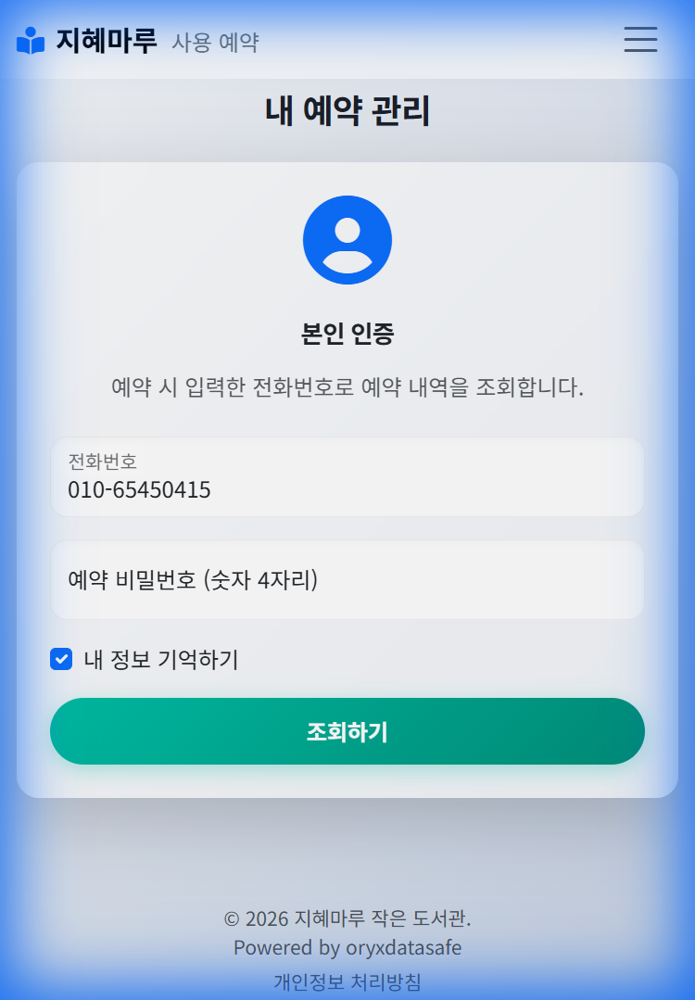 지혜마루 사용 예약
내 예약 관리
본인 인증
예약 시 입력한 전화번호로 예약 내역을 조회합니다.
전화번호
010-65450415
예약 비밀번호 (숫자 4자리)
내 정보 기억하기
조회하기
© 2026 지혜마루 작은 도서관.
Powered by oryxdatasafe
개인정보 처리방침